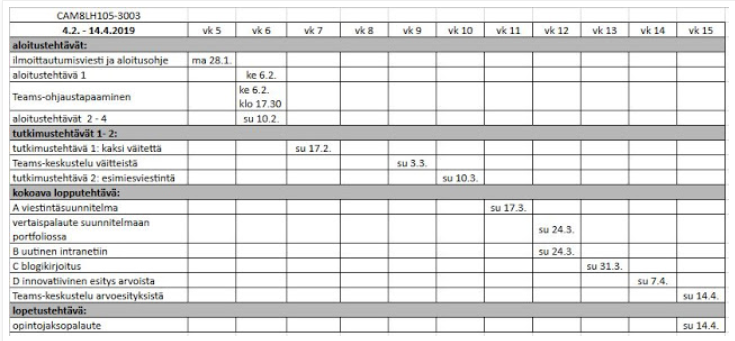 CAM8LH105-3003
4.2. - 14.4.2019 vk 5 vk 6 vk 7 vk 8 vk 9 vk 10 vk 11 vk 12 vk 13 vk 14 vk 15
aloitustehtävät:
ilmoittautumisviesti ja aloitusohje ma 28.1.
aloitustehtävä 1 ke 6.2.
Teams-ohjaustapaaminen ke 6.2.
klo 17.30
aloitustehtävät 2 - 4 su 10.2.
tutkimustehtävät 1- 2:
tutkimustehtävä 1: kaksi väitettä su 17.2.
Teams-keskustelu väitteistä su 3.3.
tutkimustehtävä 2: esimiesviestintä su 10.3.
kokoava lopputehtävä:
A viestintäsuunnitelma su 17.3.
vertaispalaute suunnitelmaan
portfoliossa su 24.3.
B uutinen intranetiin su 24.3.
C blogikirjoitus su 31.3.
D innovatiivinen esitys arvoista su 7.4.
Teams-keskustelu arvoesityksistä su 14.4.
lopetustehtävä:
opintojaksopalaute su 14.4.